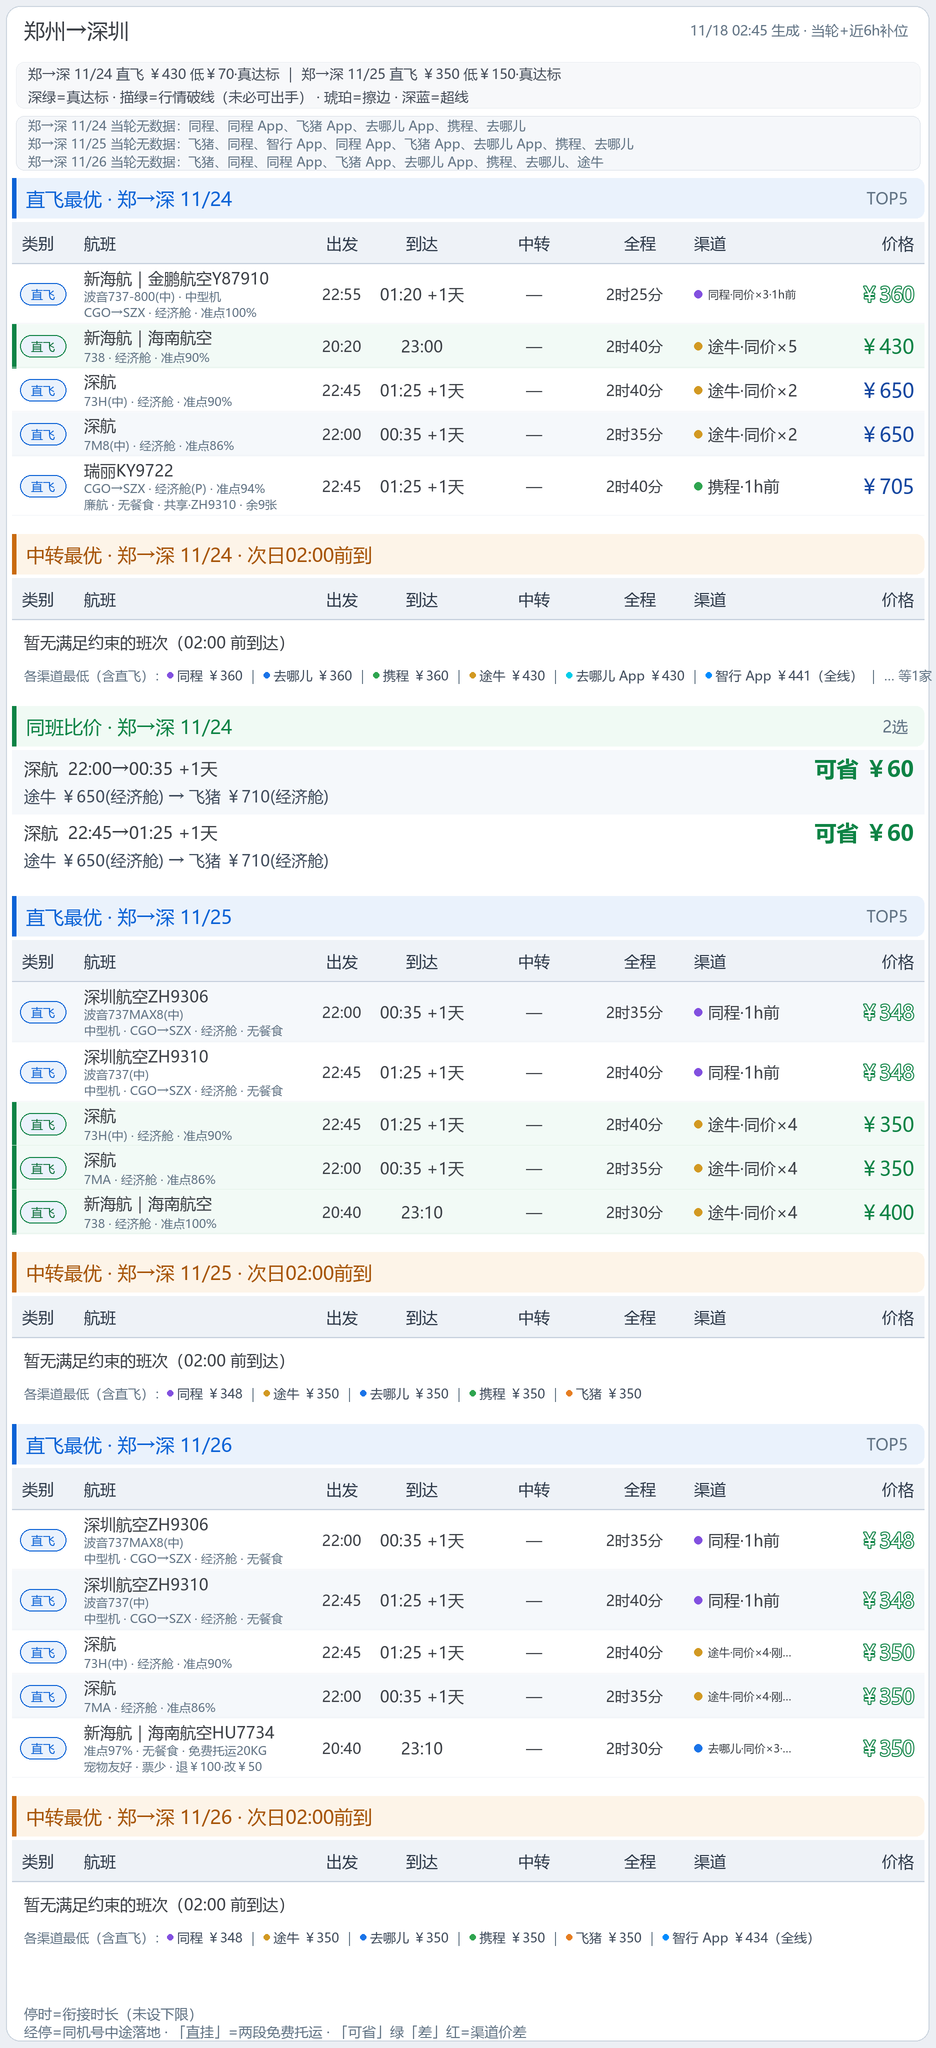 郑州→深圳
11/18 02:45 生成 · 当轮+近6h补位
郑→深 11/24 直飞 ￥430 低￥70·真达标 ｜ 郑→深 11/25 直飞 ￥350 低￥150·真达标
深绿=真达标 · 描绿=行情破线（未必可出手） · 琥珀=擦边 · 深蓝=超线
郑→深 11/24 当轮无数据：同程、同程 App、飞猪 App、去哪儿 App、携程、去哪儿
郑→深 11/25 当轮无数据：飞猪、同程、智行 App、同程 App、飞猪 App、去哪儿 App、携程、去哪儿
郑→深 11/26 当轮无数据：飞猪、同程、同程 App、飞猪 App、去哪儿 App、携程、去哪儿、途牛
直飞最优 · 郑→深 11/24 TOP5
类别 航班 出发 到达 中转 全程 渠道 价格
新海航｜金鹏航空Y87910
直飞 波音737-800(中) · 中型机 22:55 01:20 +1天 — 2时25分 同程·同价×3·1h前 ￥360
CGO→SZX · 经济舱 · 准点100%
新海航｜海南航空
直飞 20:20 23:00 — 2时40分 途牛·同价×5 ￥430
738 · 经济舱 · 准点90%
深航
直飞 22:45 01:25 +1天 — 2时40分 途牛·同价×2 ￥650
73H(中) · 经济舱 · 准点90%
深航
直飞 22:00 00:35 +1天 — 2时35分 途牛·同价×2 ￥650
7M8(中) · 经济舱 · 准点86%
瑞丽KY9722
直飞 CGO→SZX · 经济舱(P) · 准点94% 22:45 01:25 +1天 — 2时40分 携程·1h前 ￥705
廉航 · 无餐食 · 共享·ZH9310 · 余9张
中转最优 · 郑→深 11/24 · 次日02:00前到
类别 航班 出发 到达 中转 全程 渠道 价格
暂无满足约束的班次（02:00 前到达）
各渠道最低（含直飞）: 同程 ￥360 ｜ 去哪儿 ￥360 ｜ 携程 ￥360 ｜ 途牛 ￥430 ｜ 去哪儿 App ￥430 ｜ 智行 App ￥441（全线） ｜ ... 等1家
同班比价 · 郑→深 11/24 2选
深航 22:00→00:35 +1天 可省 ￥60
途牛 ￥650(经济舱) → 飞猪 ￥710(经济舱)
深航 22:45→01:25 +1天 可省 ￥60
途牛 ￥650(经济舱) → 飞猪 ￥710(经济舱)
直飞最优 · 郑→深 11/25 TOP5
类别 航班 出发 到达 中转 全程 渠道 价格
深圳航空ZH9306
直飞 波音737MAX8(中) 22:00 00:35 +1天 — 2时35分 同程·1h前 ￥348
中型机 · CGO→SZX · 经济舱 · 无餐食
深圳航空ZH9310
直飞 波音737(中) 22:45 01:25 +1天 — 2时40分 同程·1h前 ￥348
中型机 · CGO→SZX · 经济舱 · 无餐食
深航
直飞 22:45 01:25 +1天 — 2时40分 途牛·同价×4 ￥350
73H(中) · 经济舱 · 准点90%
深航
直飞 22:00 00:35 +1天 — 2时35分 途牛·同价×4 ￥350
7MA · 经济舱 · 准点86%
新海航｜海南航空
直飞 20:40 23:10 — 2时30分 途牛·同价×4 ￥400
738 · 经济舱 · 准点100%
中转最优 · 郑→深 11/25 · 次日02:00前到
类别 航班 出发 到达 中转 全程 渠道 价格
暂无满足约束的班次（02:00 前到达）
各渠道最低（含直飞）: 同程 ￥348 ｜ 途牛 ￥350 ｜ 去哪儿 ￥350 ｜ 携程 ￥350 ｜ 飞猪 ￥350
直飞最优 · 郑→深 11/26 TOP5
类别 航班 出发 到达 中转 全程 渠道 价格
深圳航空ZH9306
直飞 波音737MAX8(中) 22:00 00:35 +1天 — 2时35分 同程·1h前 ￥348
中型机 · CGO→SZX · 经济舱 · 无餐食
深圳航空ZH9310
直飞 波音737(中) 22:45 01:25 +1天 — 2时40分 同程·1h前 ￥348
中型机 · CGO→SZX · 经济舱 · 无餐食
深航
直飞 22:45 01:25 +1天 — 2时40分 途牛·同价×4·刚... ￥350
73H(中) · 经济舱 · 准点90%
深航
直飞 22:00 00:35 +1天 — 2时35分 途牛·同价×4·刚... ￥350
7MA · 经济舱 · 准点86%
新海航｜海南航空HU7734
直飞 准点97% · 无餐食 · 免费托运20KG 20:40 23:10 — 2时30分 去哪儿·同价×3·... ￥350
宠物友好 · 票少 · 退￥100·改￥50
中转最优 · 郑→深 11/26 · 次日02:00前到
类别 航班 出发 到达 中转 全程 渠道 价格
暂无满足约束的班次（02:00 前到达）
各渠道最低（含直飞）: 同程 ￥348 ｜ 途牛 ￥350 ｜ 去哪儿 ￥350 ｜ 携程 ￥350 ｜ 飞猪 ￥350 ｜ 智行 App ￥434（全线）
停时=衔接时长（未设下限）
经停=同机号中途落地 · 「直挂」=两段免费托运 · 「可省」绿「差」红=渠道价差